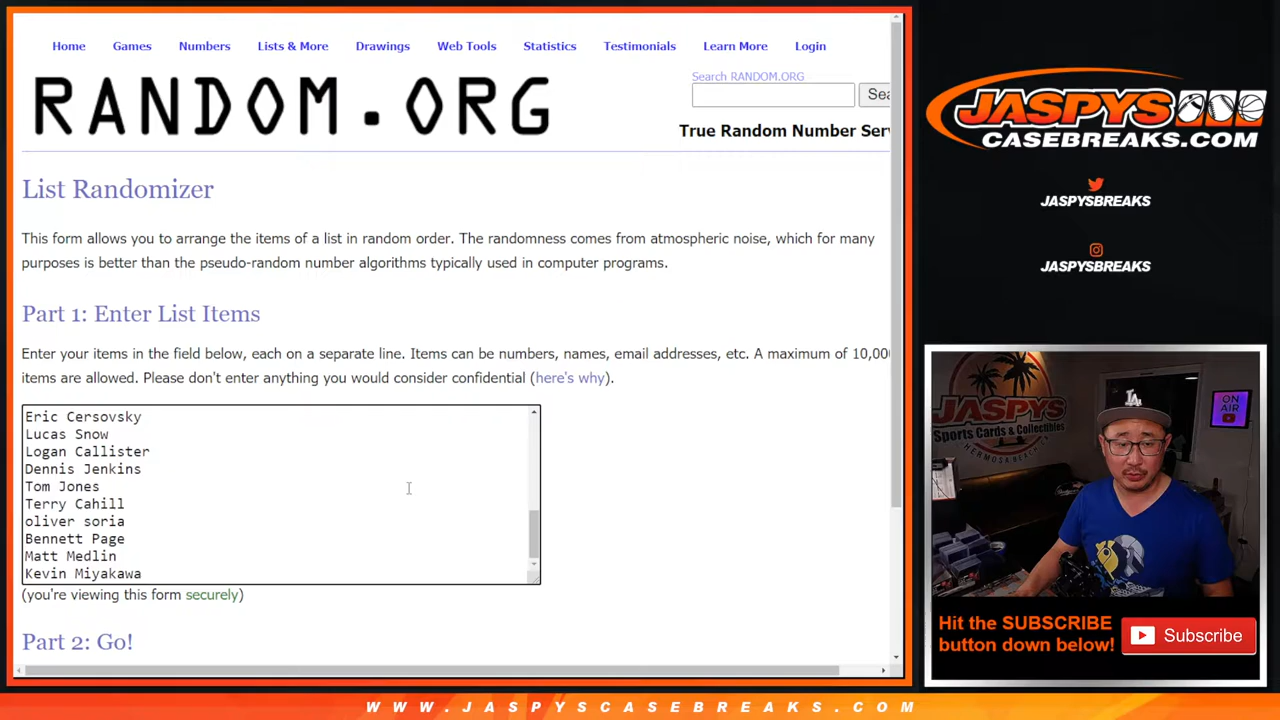 Home Games Numbers Lists & More Drawings Web Tools Statistics Testimonials Learn More Login
RANDOM.ORG
Search RANDOM.ORG
Sea
True Random Number Serv
List Randomizer
This form allows you to arrange the items of a list in random order. The randomness comes from atmospheric noise, which for many
purposes is better than the pseudo-random number algorithms typically used in computer programs.
Part 1: Enter List Items
Enter your items in the field below, each on a separate line. Items can be numbers, names, email addresses, etc. A maximum of 10,000
items are allowed. Please don't enter anything you would consider confidential (here's why).
Eric Cersovsky
Lucas Snow
Logan Callister
Dennis Jenkins
Tom Jones
Terry Cahill
oliver soria
Bennett Page
Matt Medlin
Kevin Miyakawa
(you're viewing this form securely)
Part 2: Go!
JASPYS
CASEBREAKS.COM
JASPYSBREAKS
JASPYSBREAKS
JASPYS
Sports Cards & Collectibles
HERMOSA BEACH
ON
AIR
LA
Hit the SUBSCRIBE
button down below!
Subscribe
WWW.JASPYSCASEBREAKS.COM